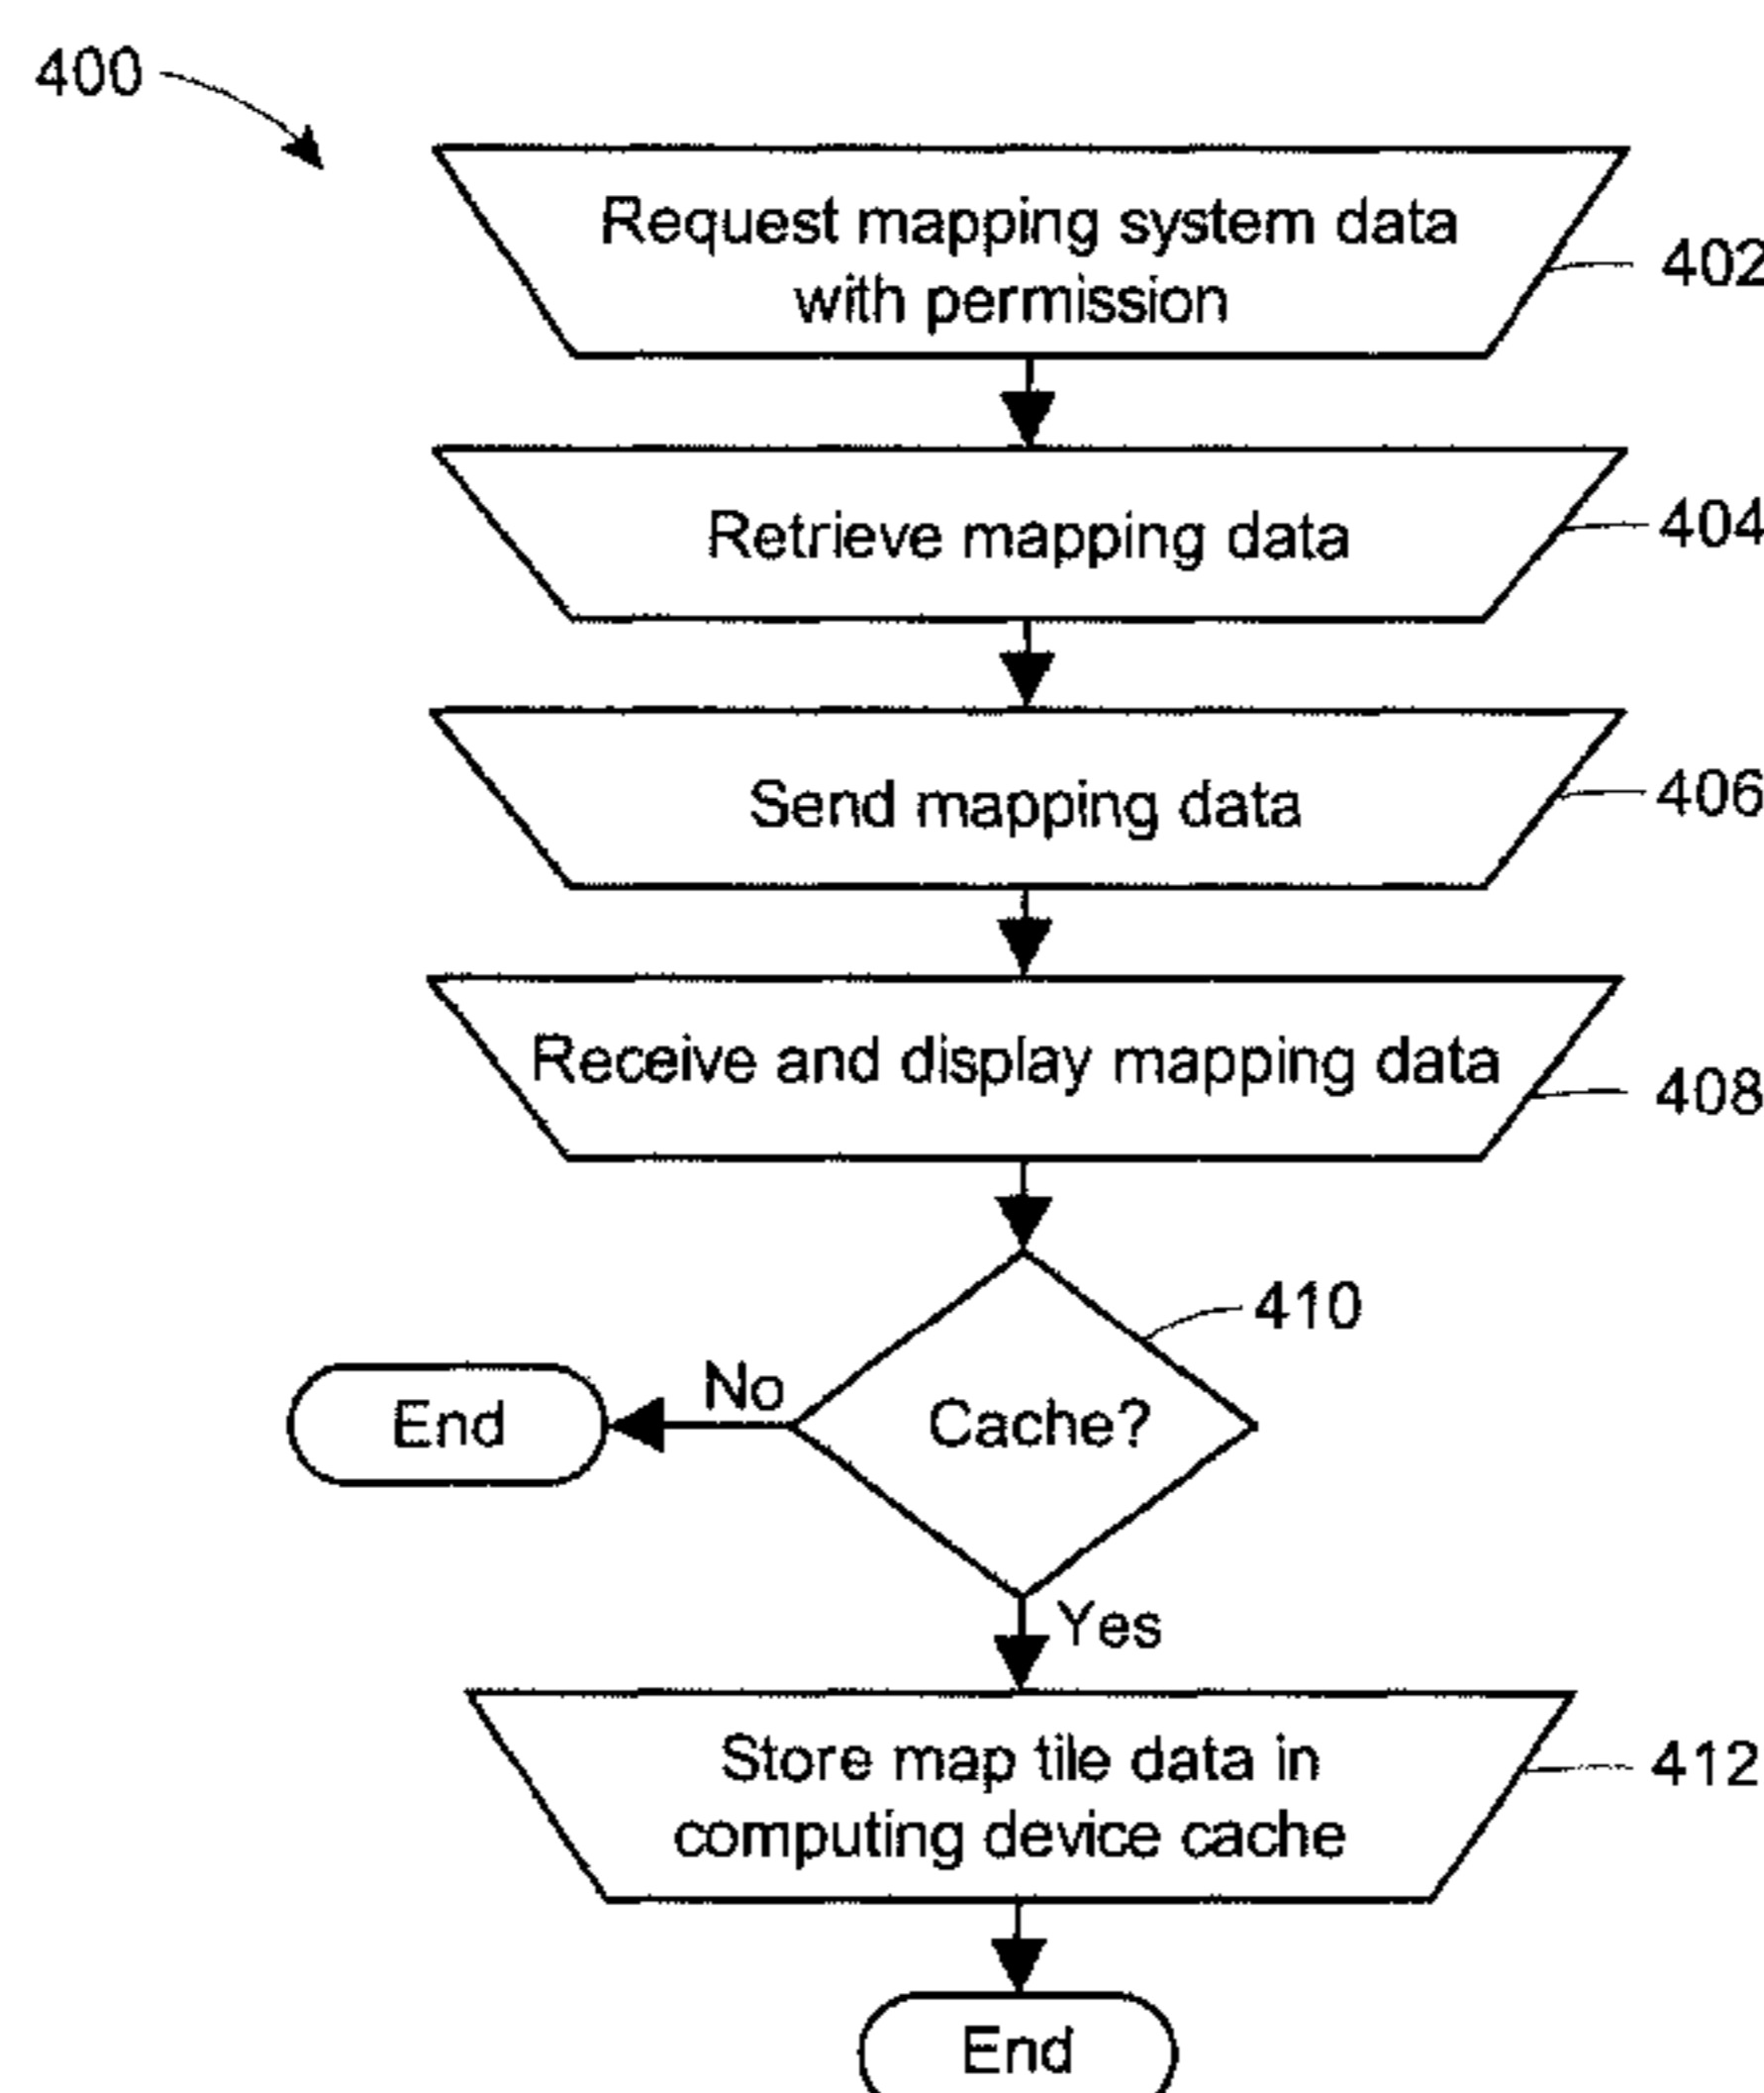 400
Request mapping system data
with permission
402
Retrieve mapping data
404
Send mapping data
406
Receive and display mapping data
408
410
Cache?
No
End
Yes
Store map tile data in
computing device cache
412
End